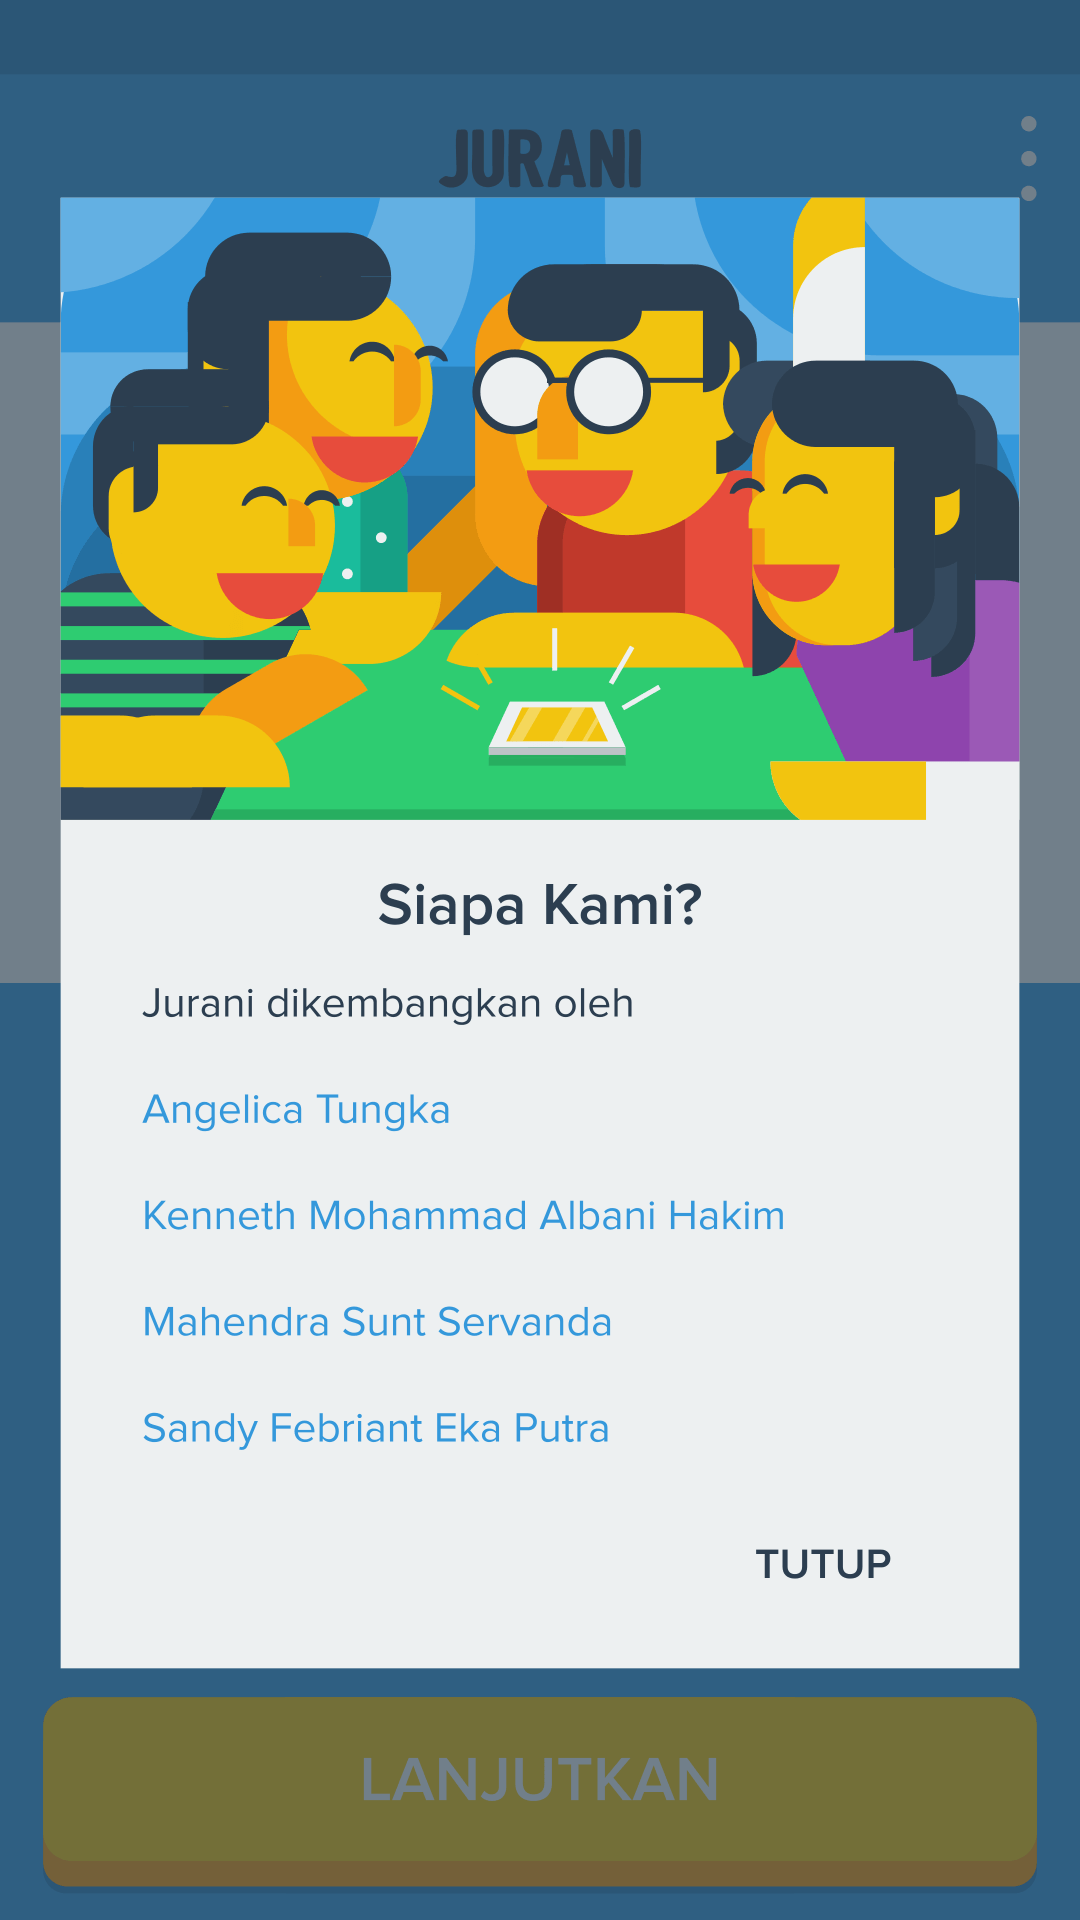 JURANI
Siapa Kami?
Jurani dikembangkan oleh
Angelica Tungka
Kenneth Mohammad Albani Hakim
Mahendra Sunt Servanda
Sandy Febriant Eka Putra
TUTUP
LANJUTKAN